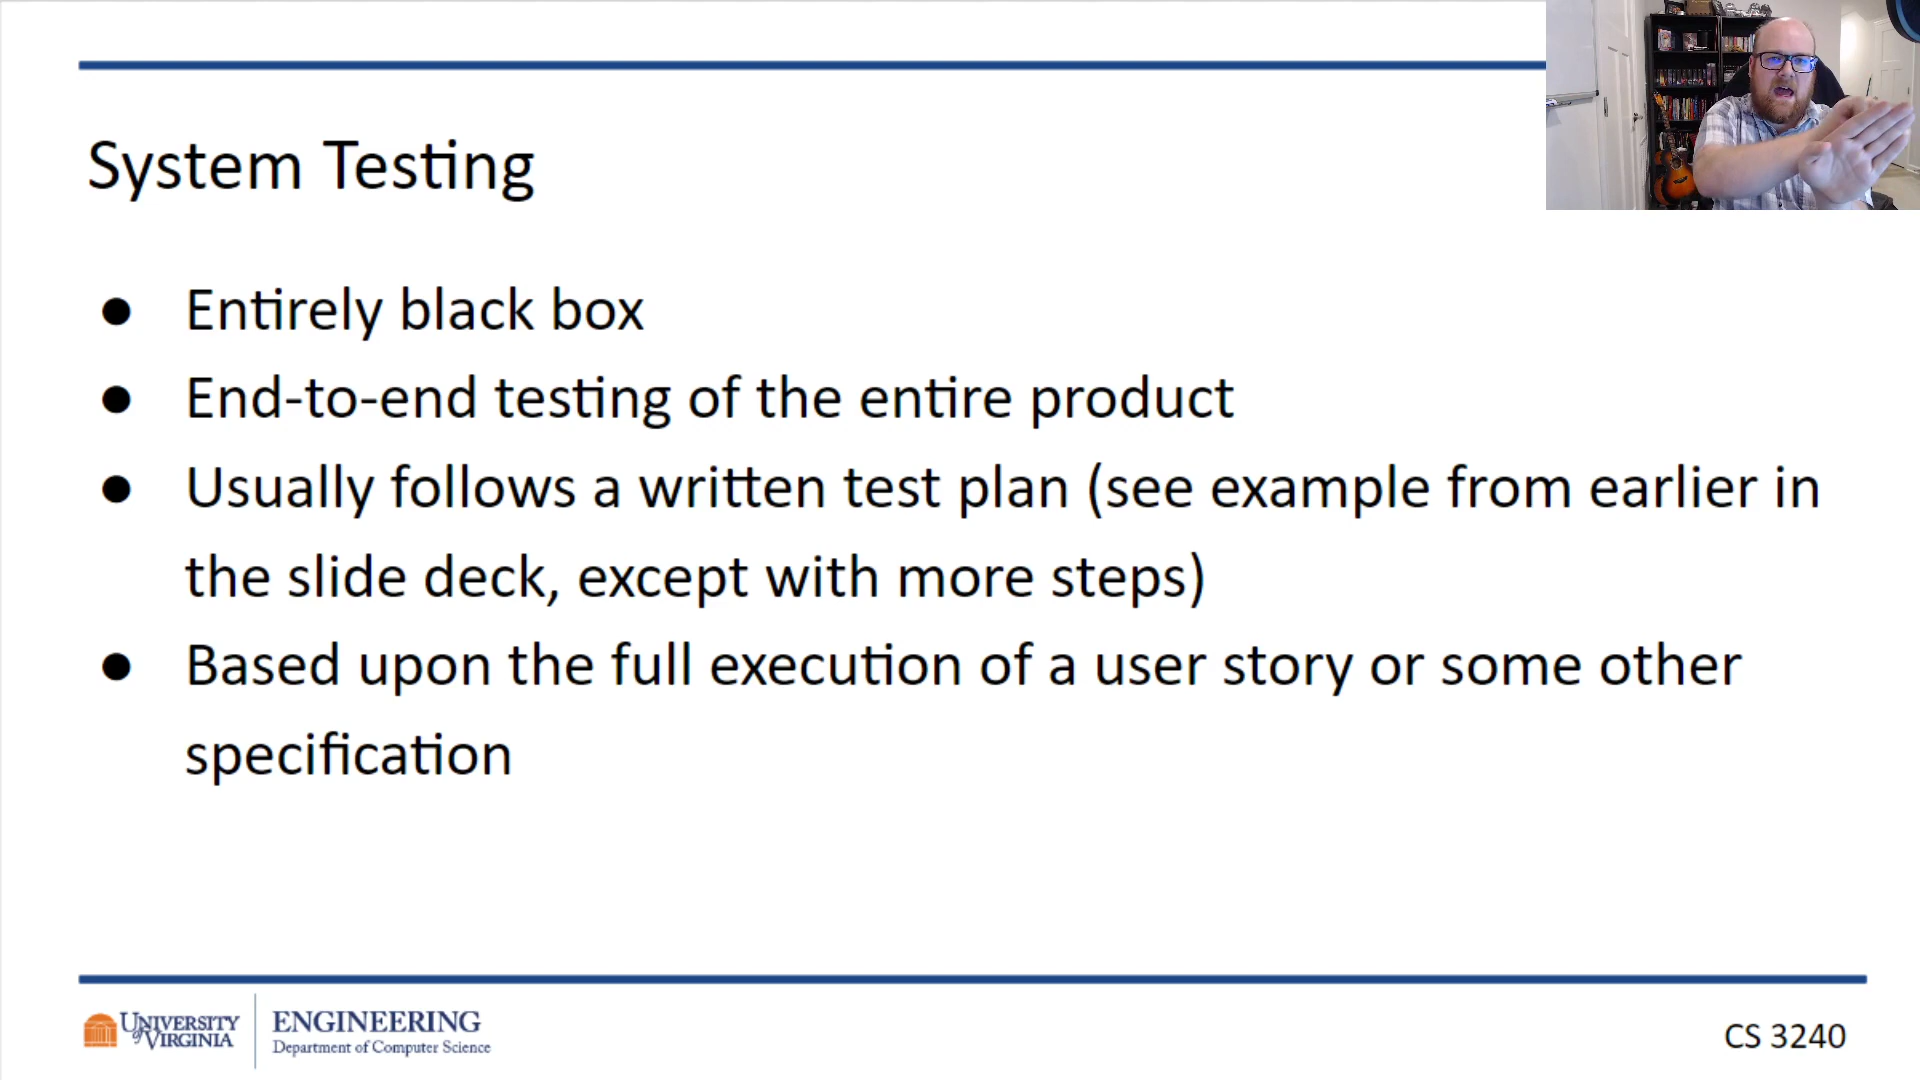 System Testing
● Entirely black box
● End-to-end testing of the entire product
● Usually follows a written test plan (see example from earlier in
the slide deck, except with more steps)
● Based upon the full execution of a user story or some other
specification
UNIVERSITY
of VIRGINIA
ENGINEERING
Department of Computer Science
CS 3240